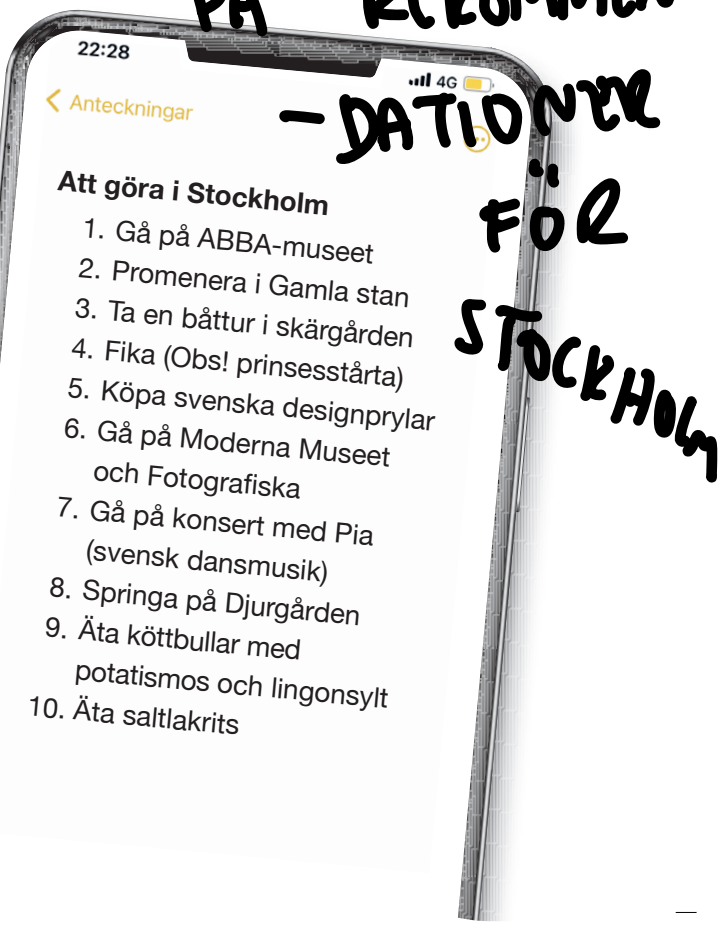 PÅ REKOMMEN
22:28
4G
Anteckningar
-DATIONER
Att göra i Stockholm
FÖR
1. Gå på ABBA-museet
2. Promenera i Gamla stan
3. Ta en båttur i skärgården
STOCKHOLM
4. Fika (Obs! prinsesstårta)
5. Köpa svenska designprylar
6. Gå på Moderna Museet
och Fotografiska
7. Gå på konsert med Pia
(svensk dansmusik)
8. Springa på Djurgården
9. Äta köttbullar med
potatismos och lingonsylt
10. Äta saltlakrits